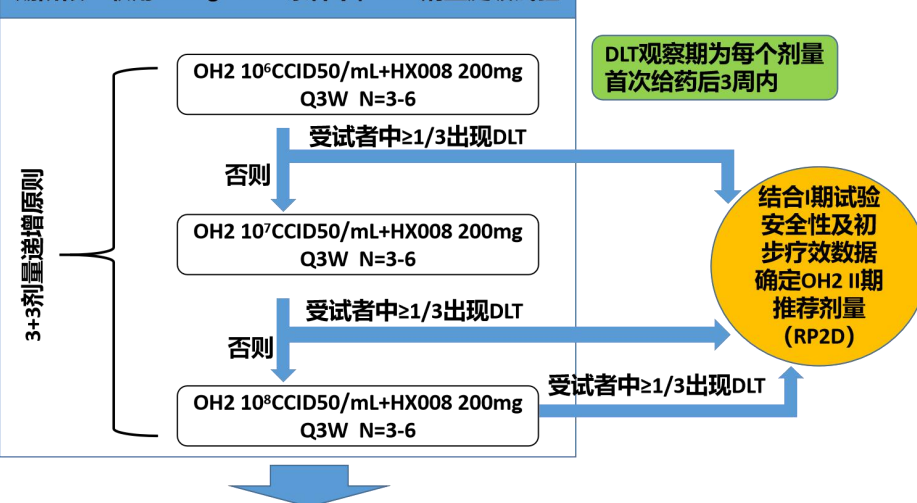 OH2 10⁶CCID50/mL+HX008 200mg
Q3W N=3-6
DLT观察期为每个剂量
首次给药后3周内
受试者中≥1/3出现DLT
否则
OH2 10⁷CCID50/mL+HX008 200mg
Q3W N=3-6
受试者中≥1/3出现DLT
否则
OH2 10⁸CCID50/mL+HX008 200mg
Q3W N=3-6
受试者中≥1/3出现DLT
3+3剂量递增原则
结合I期试验
安全性及初
步疗效数据
确定OH2 II期
推荐剂量
(RP2D)